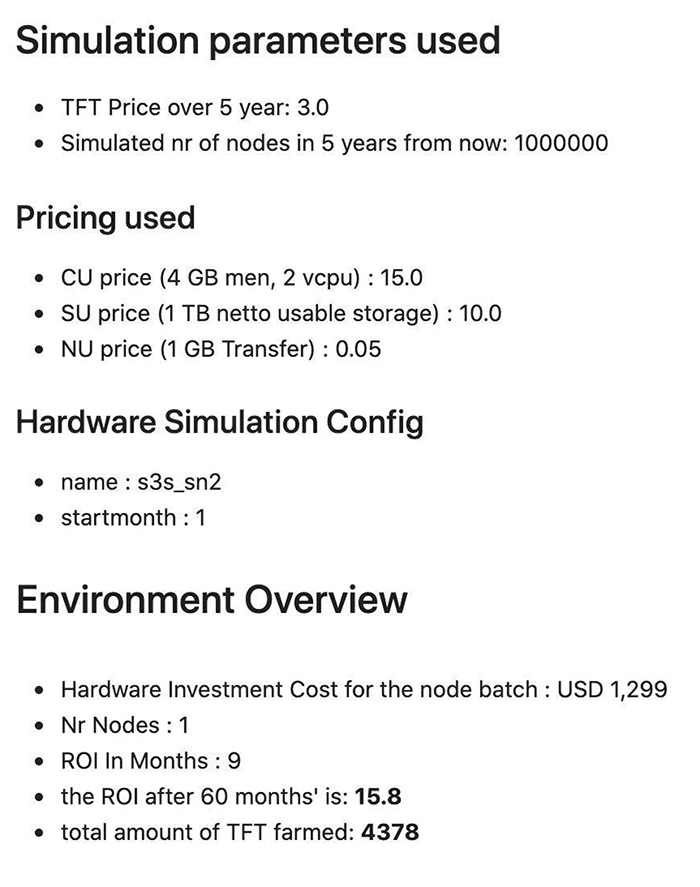 Simulation parameters used
• TFT Price over 5 year: 3.0
• Simulated nr of nodes in 5 years from now: 1000000
Pricing used
• CU price (4 GB men, 2 vcpu) : 15.0
• SU price (1 TB netto usable storage) : 10.0
• NU price (1 GB Transfer) : 0.05
Hardware Simulation Config
• name : s3s_sn2
• startmonth : 1
Environment Overview
• Hardware Investment Cost for the node batch : USD 1,299
• Nr Nodes : 1
• ROI In Months : 9
• the ROI after 60 months' is: 15.8
• total amount of TFT farmed: 4378